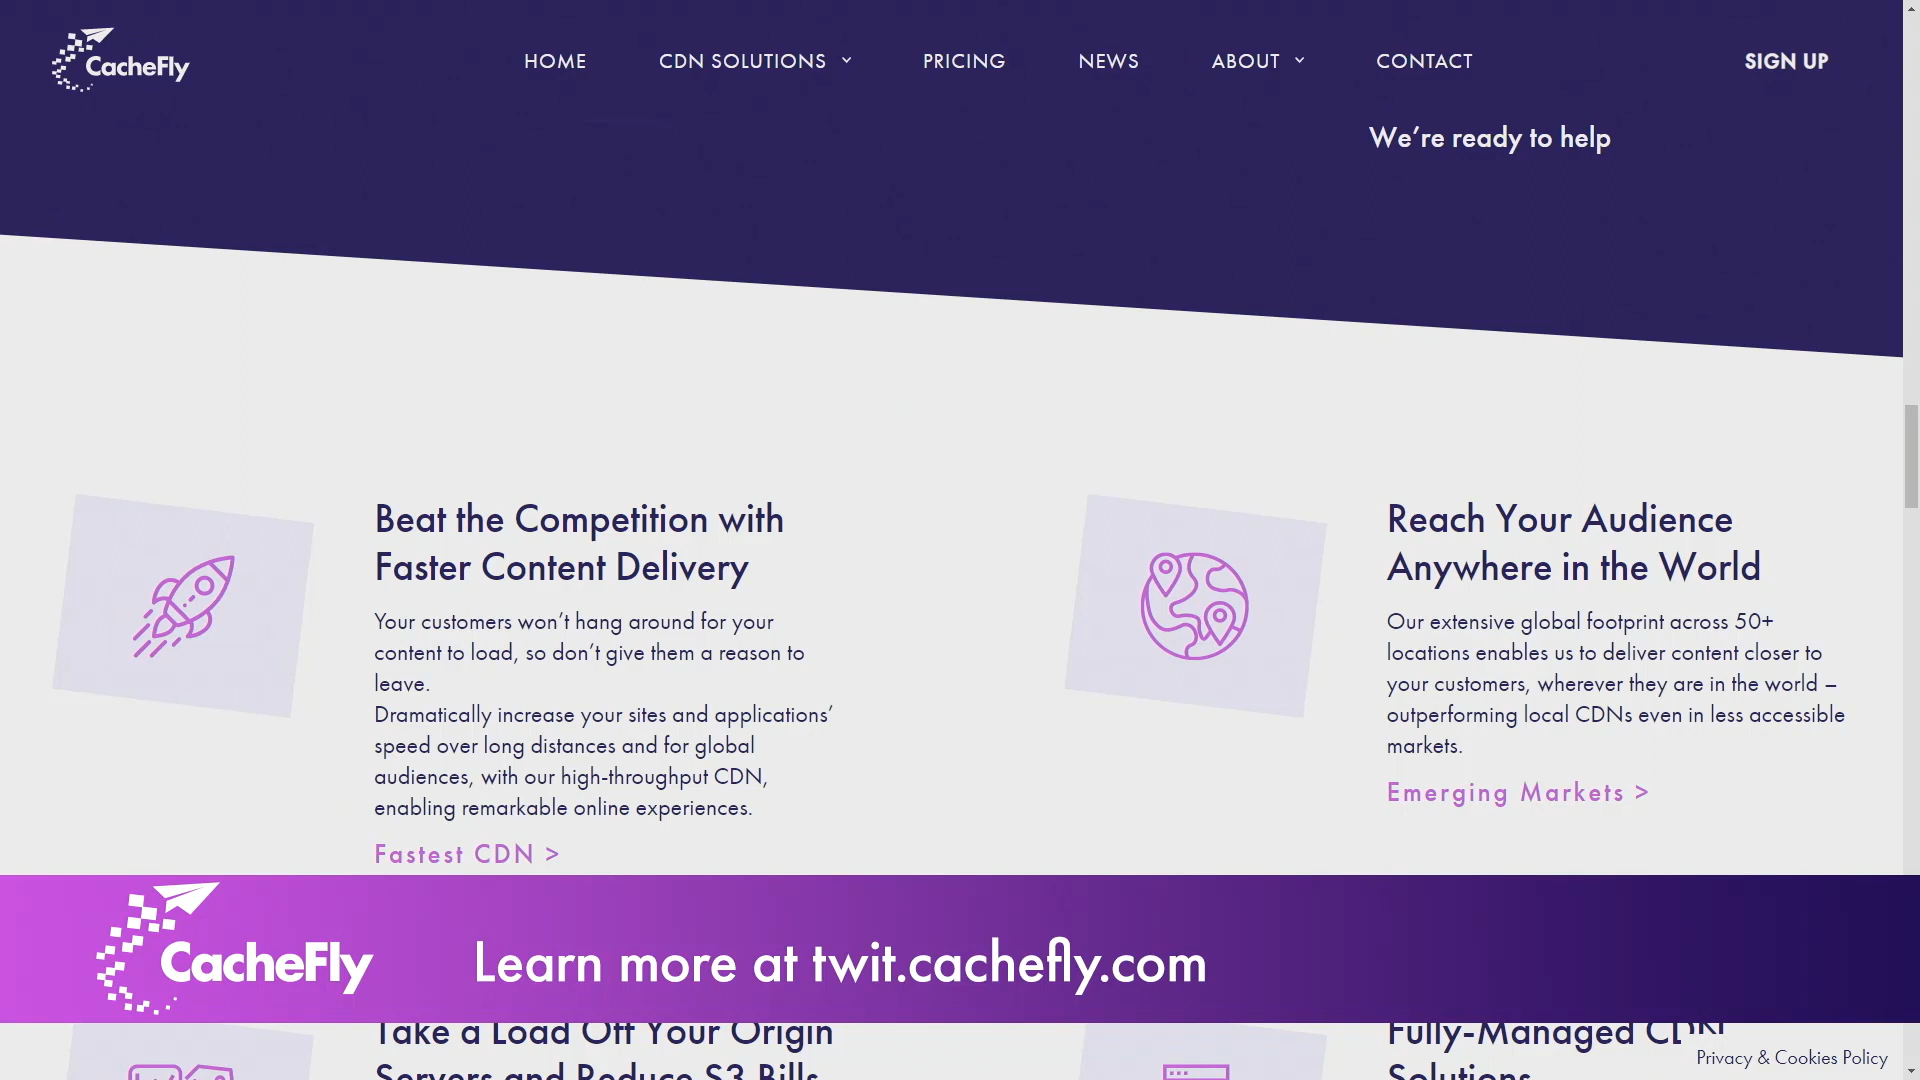 CacheFly
HOME
CDN SOLUTIONS
PRICING
NEWS
ABOUT
CONTACT
SIGN UP
We're ready to help
Beat the Competition with
Faster Content Delivery
Your customers won't hang around for your
content to load, so don't give them a reason to
leave.
Dramatically increase your sites and applications'
speed over long distances and for global
audiences, with our high-throughput CDN,
enabling remarkable online experiences.
Fastest CDN >
Reach Your Audience
Anywhere in the World
Our extensive global footprint across 50+
locations enables us to deliver content closer to
your customers, wherever they are in the world –
outperforming local CDNs even in less accessible
markets.
Emerging Markets >
CacheFly
Learn more at twit.cachefly.com
Take a Load Off Your Origin
Servers and Reduce S3 Bills
Fully-Managed
Solutions
Privacy & Cookies Policy